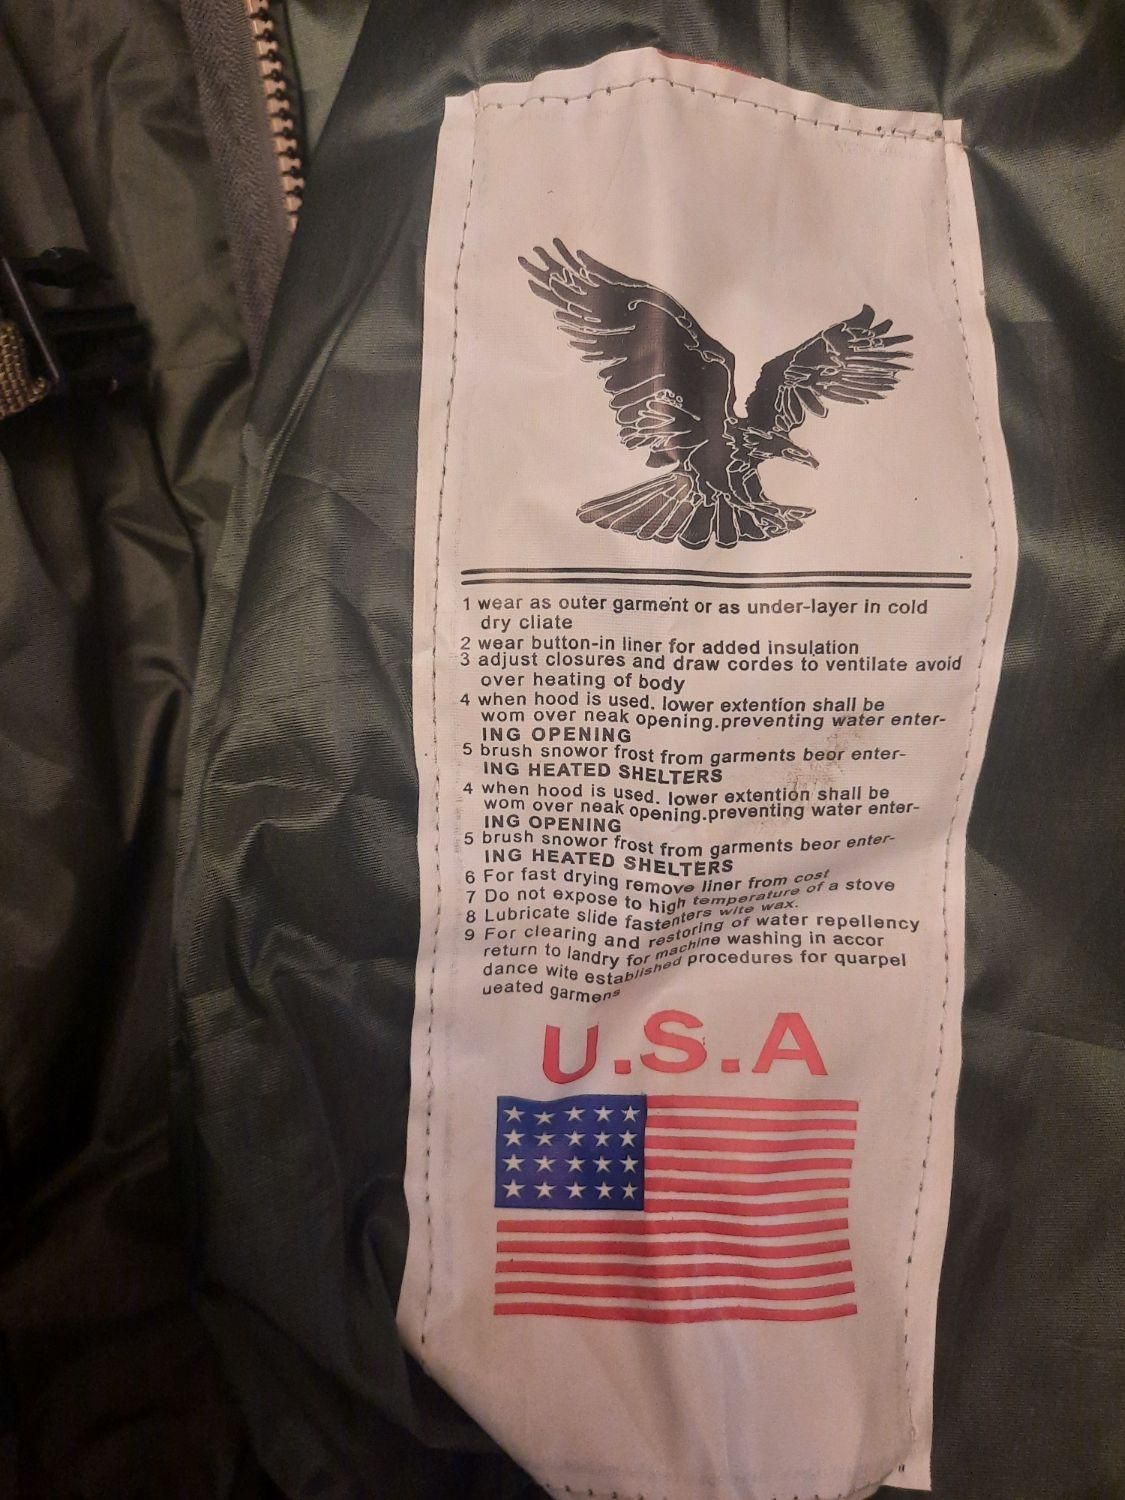 1 wear as outer garment or as under-layer in cold
dry cliate
2 wear button-in liner for added insulation
3 adjust closures and draw cordes to ventilate avoid
over heating of body
4 when hood is used. lower extention shall be
wom over neak opening.preventing water enter-
ING OPENING
5 brush snowor frost from garments beor enter-
ING HEATED SHELTERS
4 when hood is used. lower extention shall be
wom over neak opening.preventing water enter-
ING OPENING
5 brush snowor frost from garments beor enter-
ING HEATED SHELTERS
6 For fast drying remove liner from cost
7 Do not expose to high temperature of a stove
8 Lubricate slide fastenters wite wax.
9 For clearing and restoring of water repellency
return to landry for machine washing in accor
dance wite established procedures for quarpel
ueated garmens
U.S.A